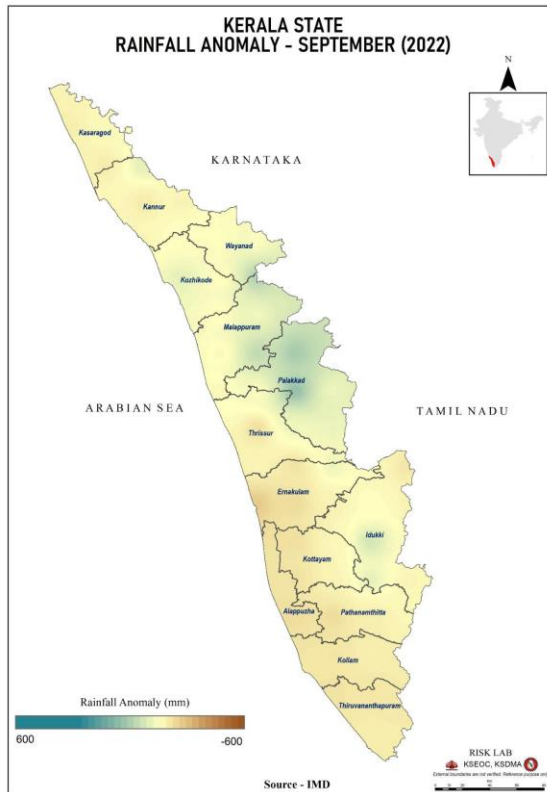 KERALA STATE
RAINFALL ANOMALY - SEPTEMBER (2022)
N
Kasaragod
KARNATAKA
Kannur
Wayanad
Kozhikode
Malappuram
Palakkad
ARABIAN SEA
TAMIL NADU
Thrissur
Ernakulam
Idukki
Kottayam
Alappuzha
Pathanamthitta
Kollam
Thiruvananthapuram
Rainfall Anomaly (mm)
600
-600
RISK LAB
KSEOC, KSDMA
External boundaries are not verified. Reference purpose only
Source - IMD